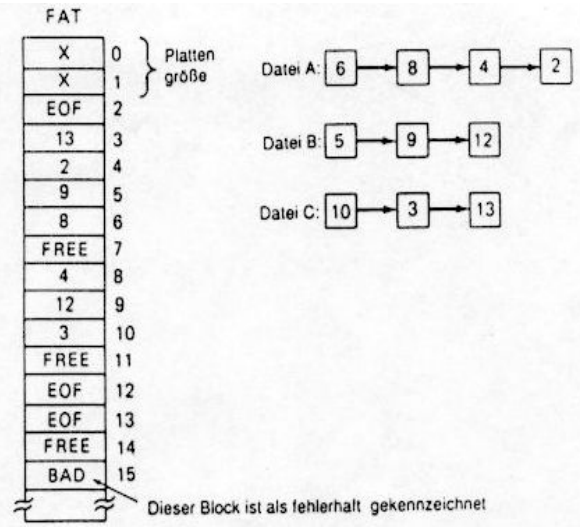 FAT
X 0
X 1
Platten
größe
EOF 2
13 3
2 4
9 5
8 6
FREE 7
4 8
12 9
3 10
FREE 11
EOF 12
EOF 13
FREE 14
BAD 15
Datei A: 6 8 4 2
Datei B: 5 9 12
Datei C: 10 3 13
Dieser Block ist als fehlerhalt gekennzeichnet